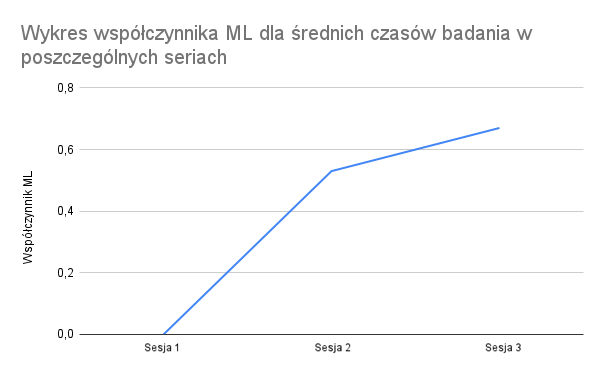 Wykres współczynnika ML dla średnich czasów badania w
poszczególnych seriach
0,8
0,6
0,4
0,2
0,0
Współczynnik ML
Sesja 1
Sesja 2
Sesja 3